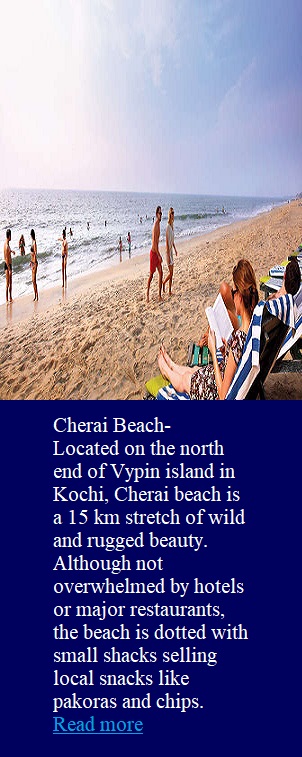 Cherai Beach-
Located on the north
end of Vypin island in
Kochi, Cherai beach is
a 15 km stretch of wild
and rugged beauty.
Although not
overwhelmed by hotels
or major restaurants,
the beach is dotted with
small shacks selling
local snacks like
pakoras and chips.
Read more